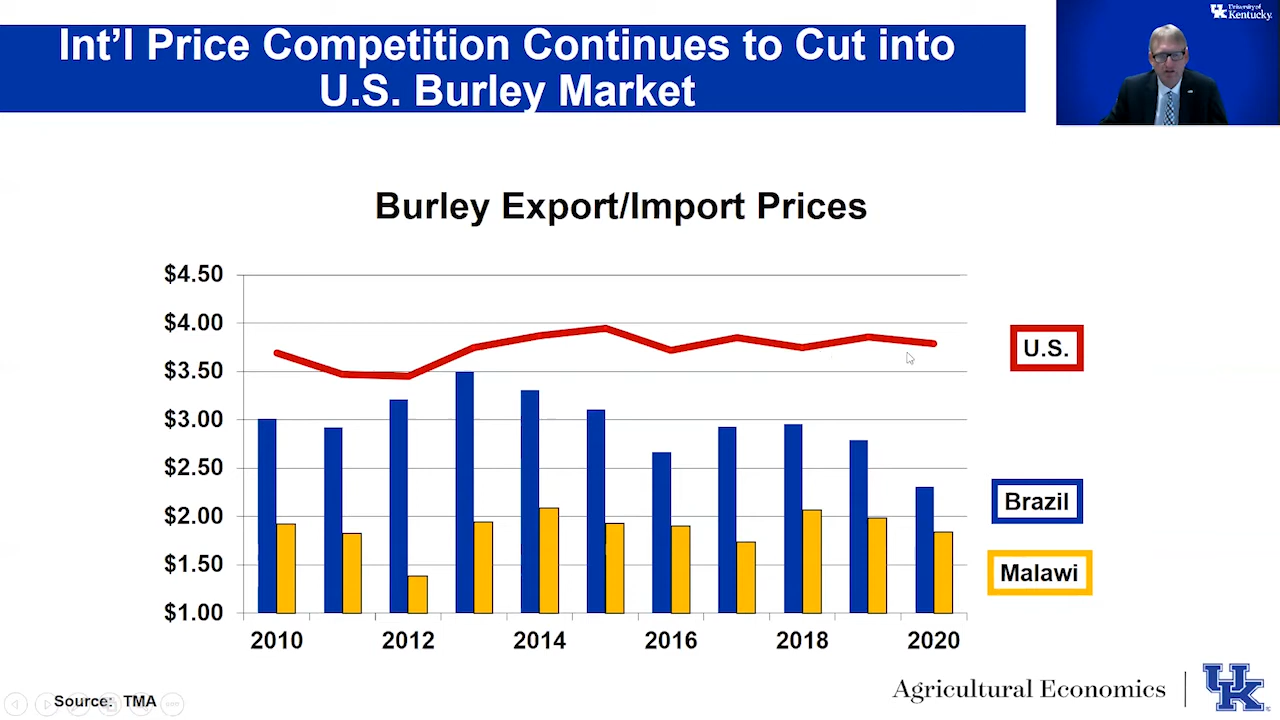 Int'l Price Competition Continues to Cut into
U.S. Burley Market
University of
Kentucky
Burley Export/Import Prices
$4.50
$4.00
$3.50
$3.00
$2.50
$2.00
$1.50
$1.00
2010
2012
2014
2016
2018
2020
U.S.
Brazil
Malawi
Source: TMA
Agricultural Economics
UK